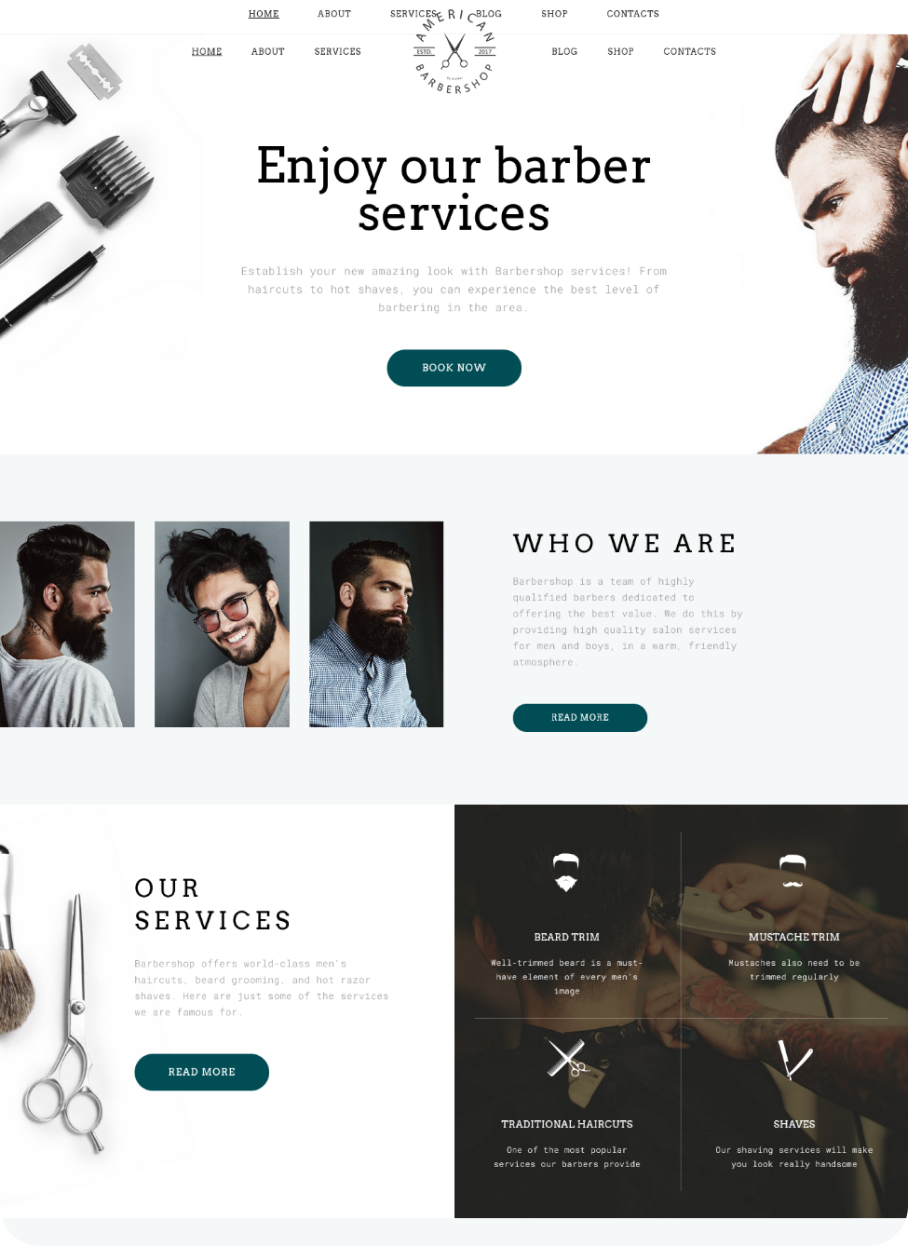 HOME ABOUT SERVICES BLOG SHOP CONTACTS
AMERICAN
HOME ABOUT SERVICES ESTD. 2017 BLOG SHOP CONTACTS
BARBERSHOP
Enjoy our barber
services
Establish your new amazing look with Barbershop services! From
haircuts to hot shaves, you can experience the best level of
barbering in the area.
BOOK NOW
WHO WE ARE
Barbershop is a team of highly
qualified barbers dedicated to
offering the best value. We do this by
providing high quality salon services
for men and boys, in a warm, friendly
atmosphere.
READ MORE
OUR
SERVICES
Barbershop offers world-class men's
haircuts, beard grooming, and hot razor
shaves. Here are just some of the services
we are famous for.
READ MORE
BEARD TRIM
Well-trimmed beard is a must-
have element of every men's
image
MUSTACHE TRIM
Mustaches also need to be
trimmed regularly
TRADITIONAL HAIRCUTS
One of the most popular
services our barbers provide
SHAVES
Our shaving services will make
you look really handsome